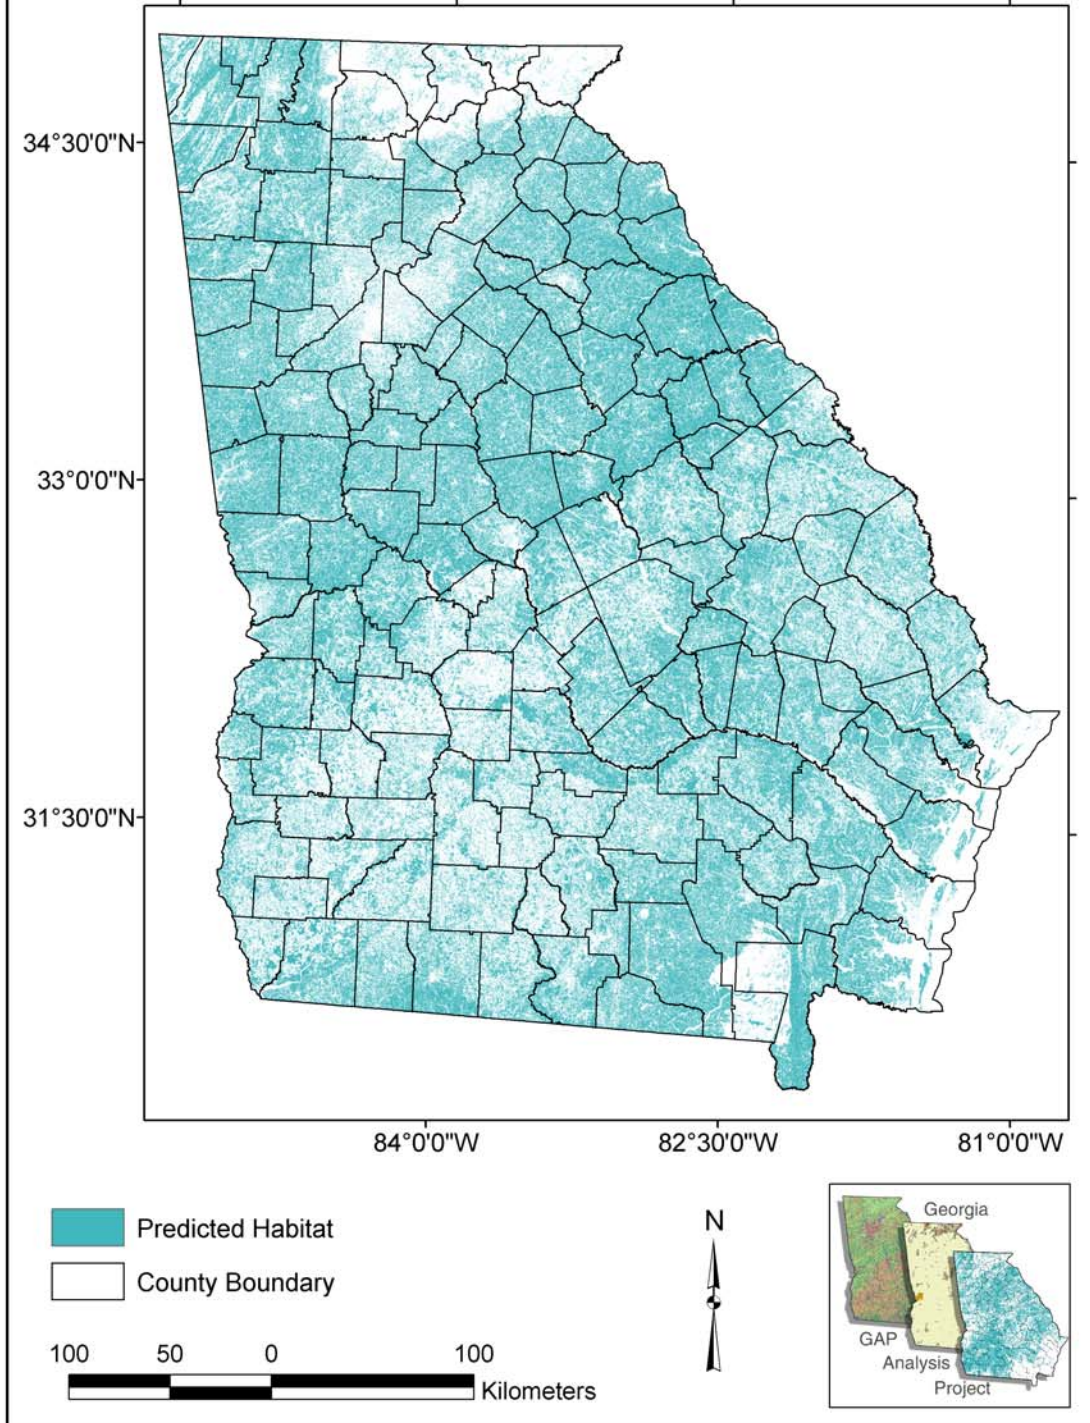 34°30'0"N
33°0'0"N
31°30'0"N
84°0'0"W 82°30'0"W 81°0'0"W
Predicted Habitat
County Boundary
N
100 50 0 100
Kilometers
Georgia
GAP
Analysis
Project